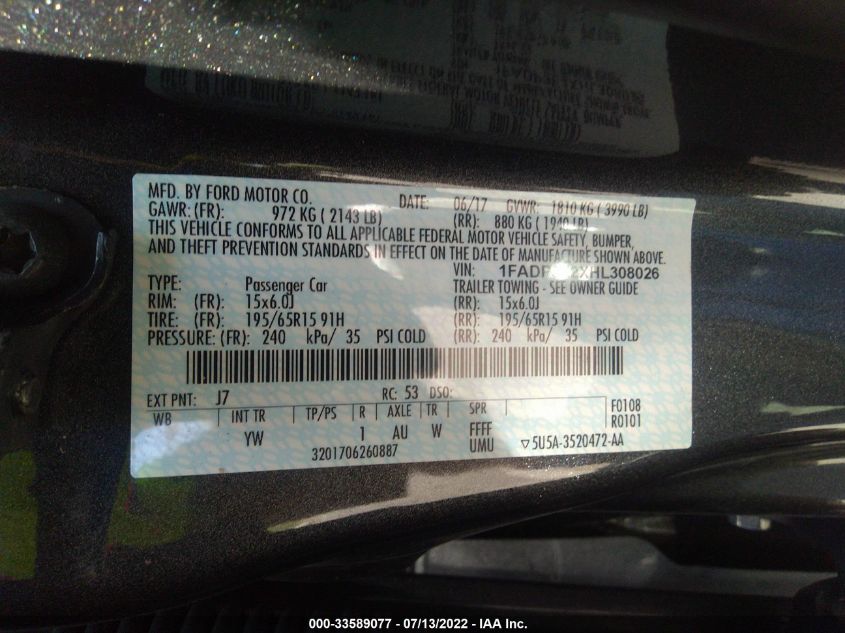 MFD. BY FORD MOTOR CO. DATE: 06/17 GVWR: 1810 KG ( 3990 LB)
GAWR: (FR): 972 KG ( 2143 LB) (RR): 880 KG ( 1940 LB)
THIS VEHICLE CONFORMS TO ALL APPLICABLE FEDERAL MOTOR VEHICLE SAFETY, BUMPER,
AND THEFT PREVENTION STANDARDS IN EFFECT ON THE DATE OF MANUFACTURE SHOWN ABOVE.
VIN:
TYPE: Passenger Car TRAILER TOWING - SEE OWNER GUIDE
RIM: (FR): 15x6.0J (RR): 15x6.0J
TIRE: (FR): 195/65R15 91H (RR): 195/65R15 91H
PRESSURE: (FR): 240 kPa/ 35 PSI COLD (RR): 240 kPa/ 35 PSI COLD
EXT PNT: J7 RC: 53 DSO:
WB INT TR TP/PS R AXLE TR SPR F0108
YW 1 AU W FFFF R0101
3201706260887 UMU ▽5U5A-3520472-AA
000-33589077 - 07/13/2022 - IAA Inc.